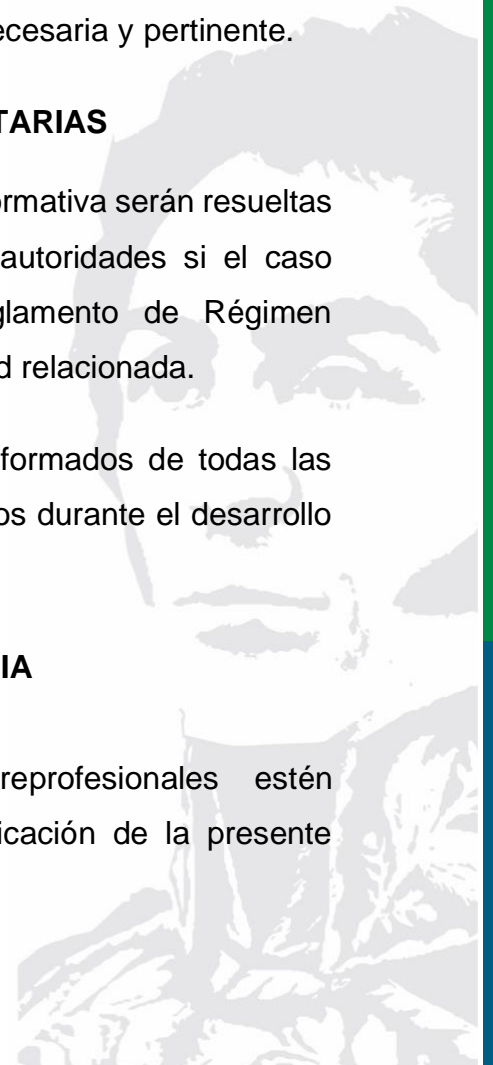 ecesaria y pertinente.
TARIAS
ormativa serán resueltas
autoridades si el caso
glamento de Régimen
d relacionada.
formados de todas las
os durante el desarrollo
IA
reprofesionales estén
icación de la presente